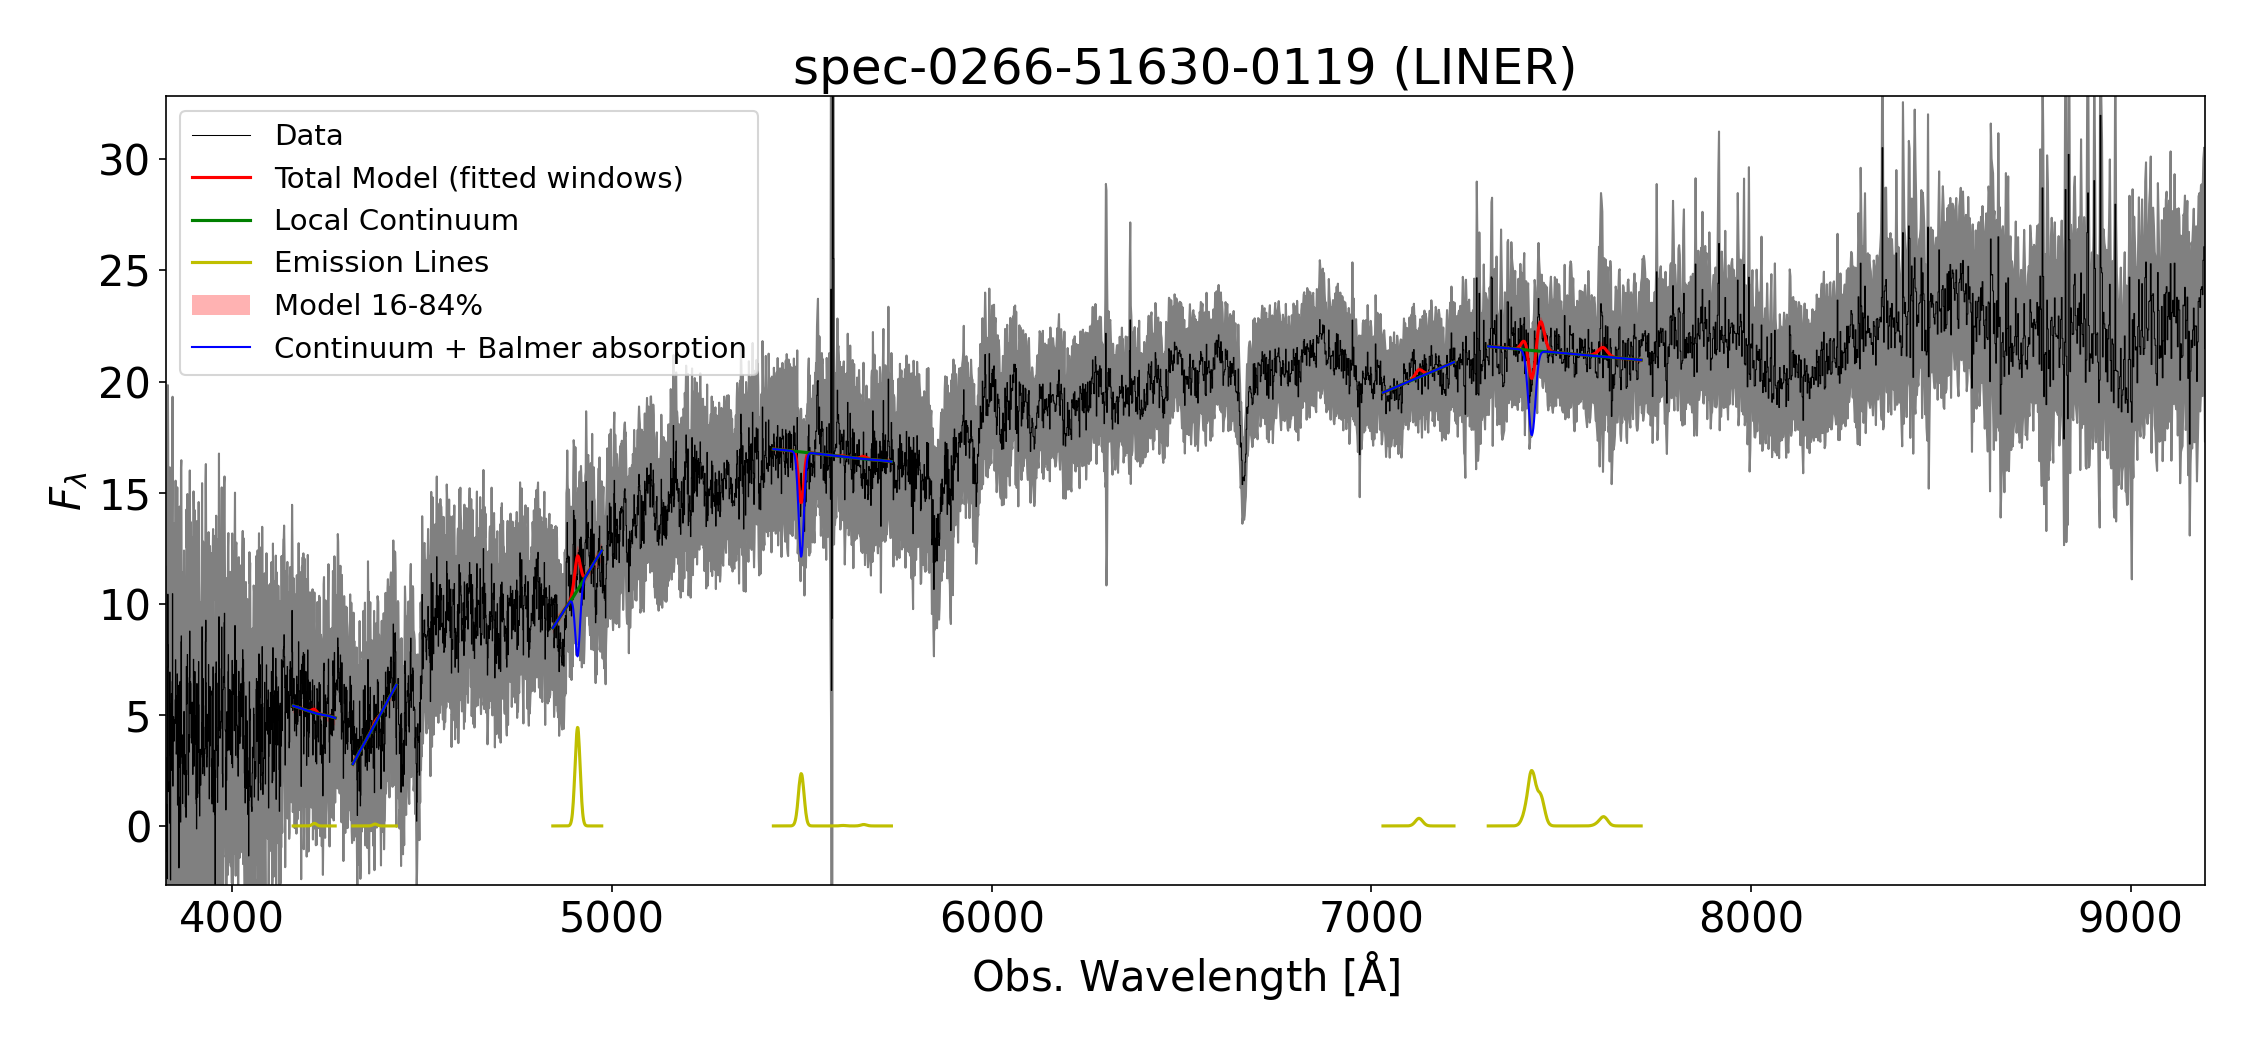 spec-0266-51630-0119 (LINER)
Data
Total Model (fitted windows)
Local Continuum
Emission Lines
Model 16-84%
Continuum + Balmer absorption
30
25
20
15
10
5
0
F_λ
4000 5000 6000 7000 8000 9000
Obs. Wavelength [Å]